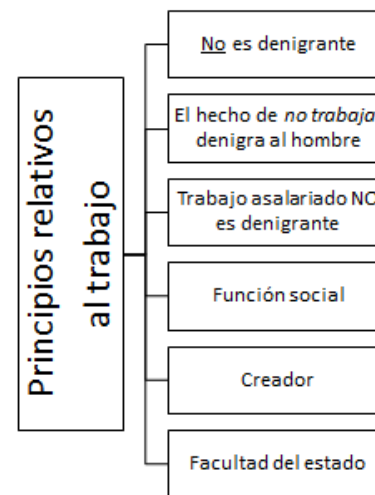 Principios relativos
al trabajo
No es denigrante
El hecho de no trabaja
denigra al hombre
Trabajo asalariado NO
es denigrante
Función social
Creador
Facultad del estado